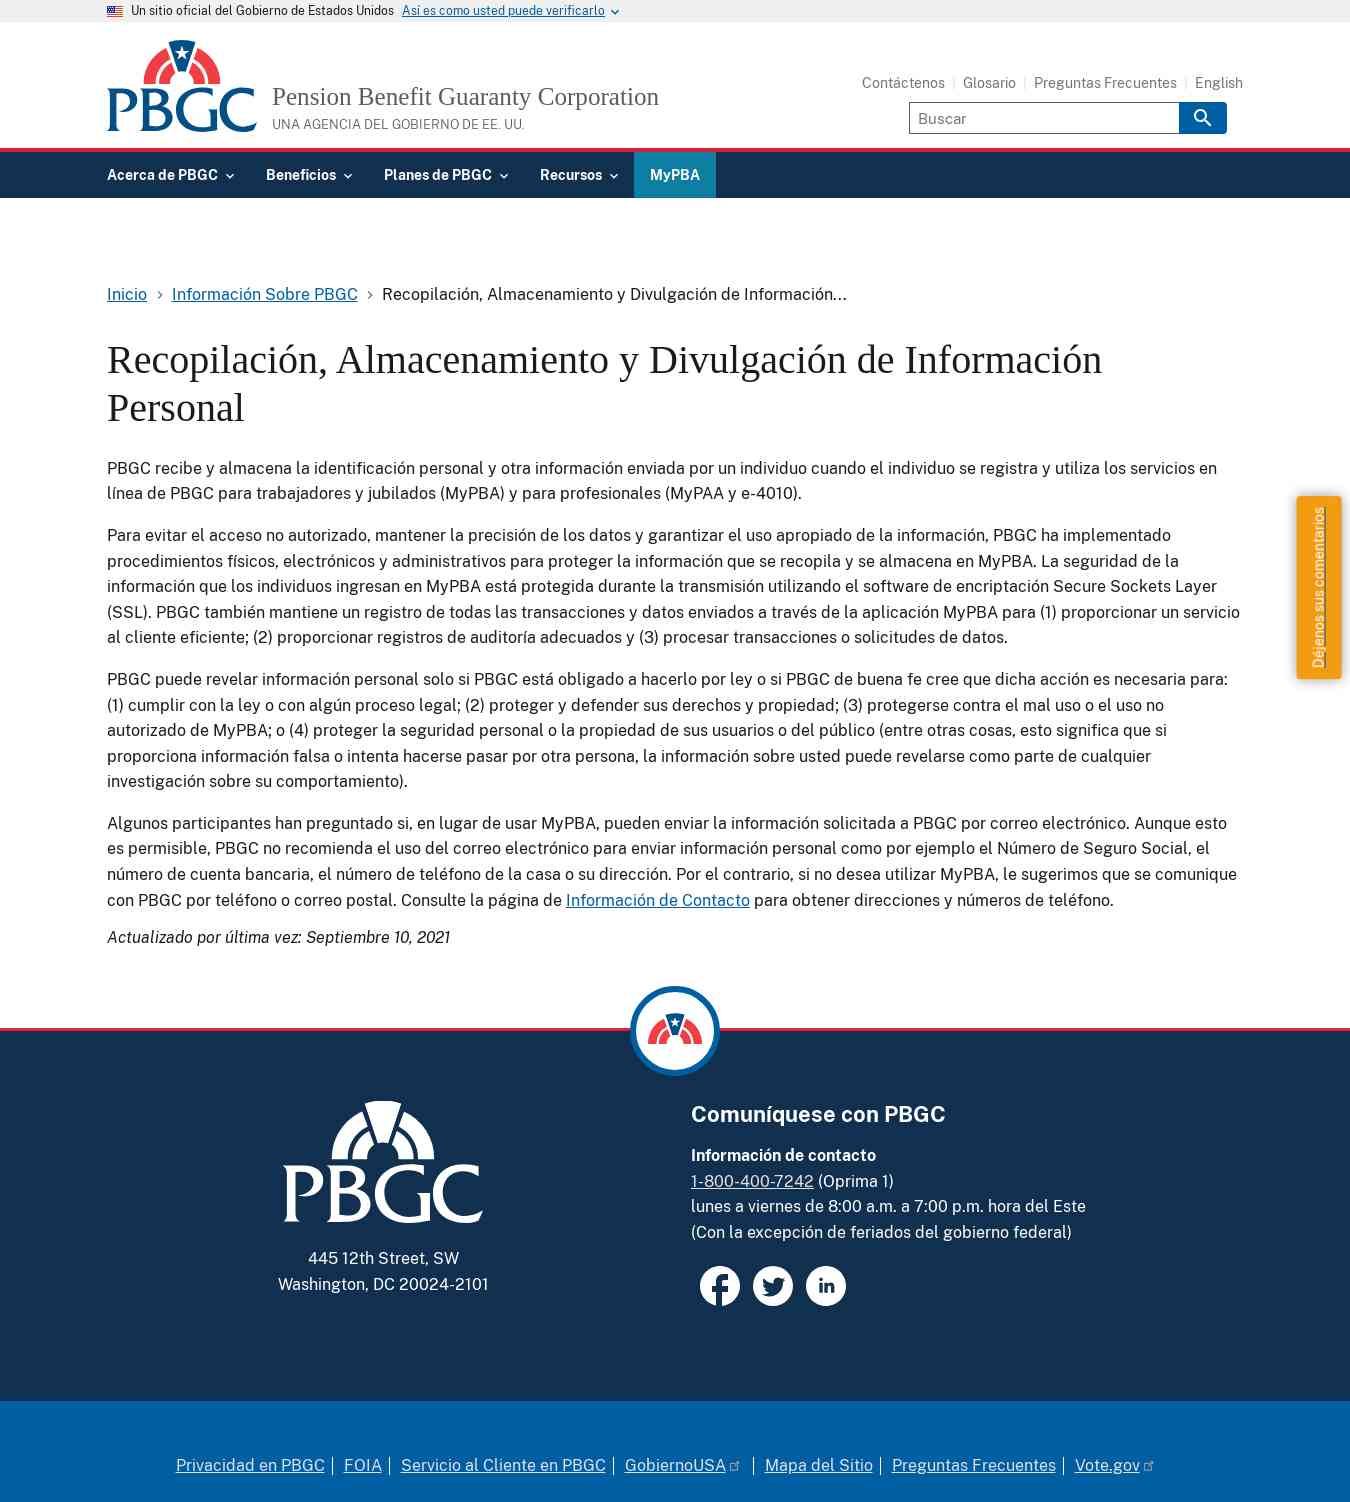 Un sitio oficial del Gobierno de Estados Unidos Así es como usted puede verificarlo
PBGC
Pension Benefit Guaranty Corporation
UNA AGENCIA DEL GOBIERNO DE EE. UU.
Contáctenos | Glosario | Preguntas Frecuentes | English
Buscar
Acerca de PBGC Beneficios Planes de PBGC Recursos MyPBA
Inicio > Información Sobre PBGC > Recopilación, Almacenamiento y Divulgación de Información...
Recopilación, Almacenamiento y Divulgación de Información
Personal
PBGC recibe y almacena la identificación personal y otra información enviada por un individuo cuando el individuo se registra y utiliza los servicios en
línea de PBGC para trabajadores y jubilados (MyPBA) y para profesionales (MyPAA y e-4010).
Para evitar el acceso no autorizado, mantener la precisión de los datos y garantizar el uso apropiado de la información, PBGC ha implementado
procedimientos físicos, electrónicos y administrativos para proteger la información que se recopila y se almacena en MyPBA. La seguridad de la
información que los individuos ingresan en MyPBA está protegida durante la transmisión utilizando el software de encriptación Secure Sockets Layer
(SSL). PBGC también mantiene un registro de todas las transacciones y datos enviados a través de la aplicación MyPBA para (1) proporcionar un servicio
al cliente eficiente; (2) proporcionar registros de auditoría adecuados y (3) procesar transacciones o solicitudes de datos.
PBGC puede revelar información personal solo si PBGC está obligado a hacerlo por ley o si PBGC de buena fe cree que dicha acción es necesaria para:
(1) cumplir con la ley o con algún proceso legal; (2) proteger y defender sus derechos y propiedad; (3) protegerse contra el mal uso o el uso no
autorizado de MyPBA; o (4) proteger la seguridad personal o la propiedad de sus usuarios o del público (entre otras cosas, esto significa que si
proporciona información falsa o intenta hacerse pasar por otra persona, la información sobre usted puede revelarse como parte de cualquier
investigación sobre su comportamiento).
Algunos participantes han preguntado si, en lugar de usar MyPBA, pueden enviar la información solicitada a PBGC por correo electrónico. Aunque esto
es permisible, PBGC no recomienda el uso del correo electrónico para enviar información personal como por ejemplo el Número de Seguro Social, el
número de cuenta bancaria, el número de teléfono de la casa o su dirección. Por el contrario, si no desea utilizar MyPBA, le sugerimos que se comunique
con PBGC por teléfono o correo postal. Consulte la página de Información de Contacto para obtener direcciones y números de teléfono.
Actualizado por última vez: Septiembre 10, 2021
Déjenos sus comentarios
PBGC
445 12th Street, SW
Washington, DC 20024-2101
Comuníquese con PBGC
Información de contacto
1-800-400-7242 (Oprima 1)
lunes a viernes de 8:00 a.m. a 7:00 p.m. hora del Este
(Con la excepción de feriados del gobierno federal)
in
Privacidad en PBGC | FOIA | Servicio al Cliente en PBGC | GobiernoUSA | Mapa del Sitio | Preguntas Frecuentes | Vote.gov